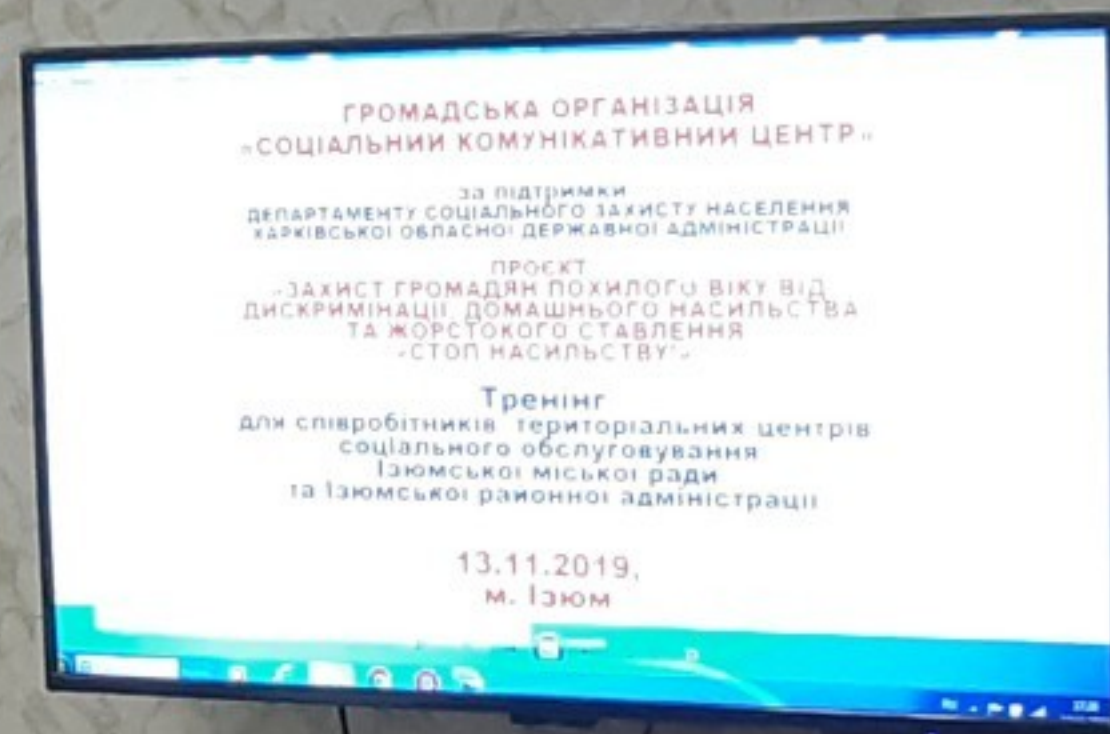 ГРОМАДСЬКА ОРГАНІЗАЦІЯ
«СОЦІАЛЬНИЙ КОМУНІКАТИВНИЙ ЦЕНТР»
за підтримки
ДЕПАРТАМЕНТУ СОЦІАЛЬНОГО ЗАХИСТУ НАСЕЛЕННЯ
ХАРКІВСЬКОЇ ОБЛАСНОЇ ДЕРЖАВНОЇ АДМІНІСТРАЦІЇ
ПРОЄКТ
«ЗАХИСТ ГРОМАДЯН ПОХИЛОГО ВІКУ ВІД
ДИСКРИМІНАЦІЇ, ДОМАШНЬОГО НАСИЛЬСТВА
ТА ЖОРСТОКОГО СТАВЛЕННЯ
«СТОП НАСИЛЬСТВУ»»
Тренінг
для співробітників територіальних центрів
соціального обслуговування
Ізюмської міської ради
та Ізюмської районної адміністрації
13.11.2019,
м. Ізюм